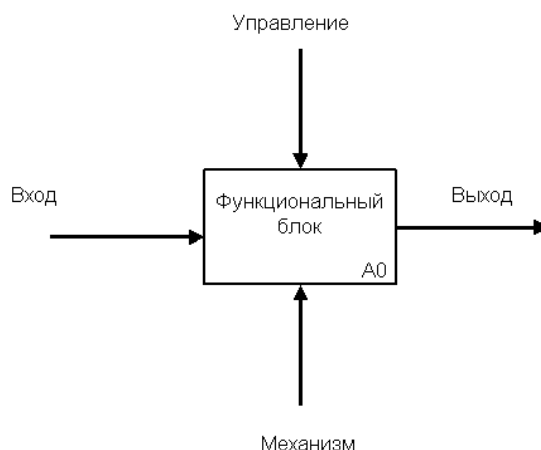 Управление
Вход
Функциональный
блок
Выход
A0
Механизм